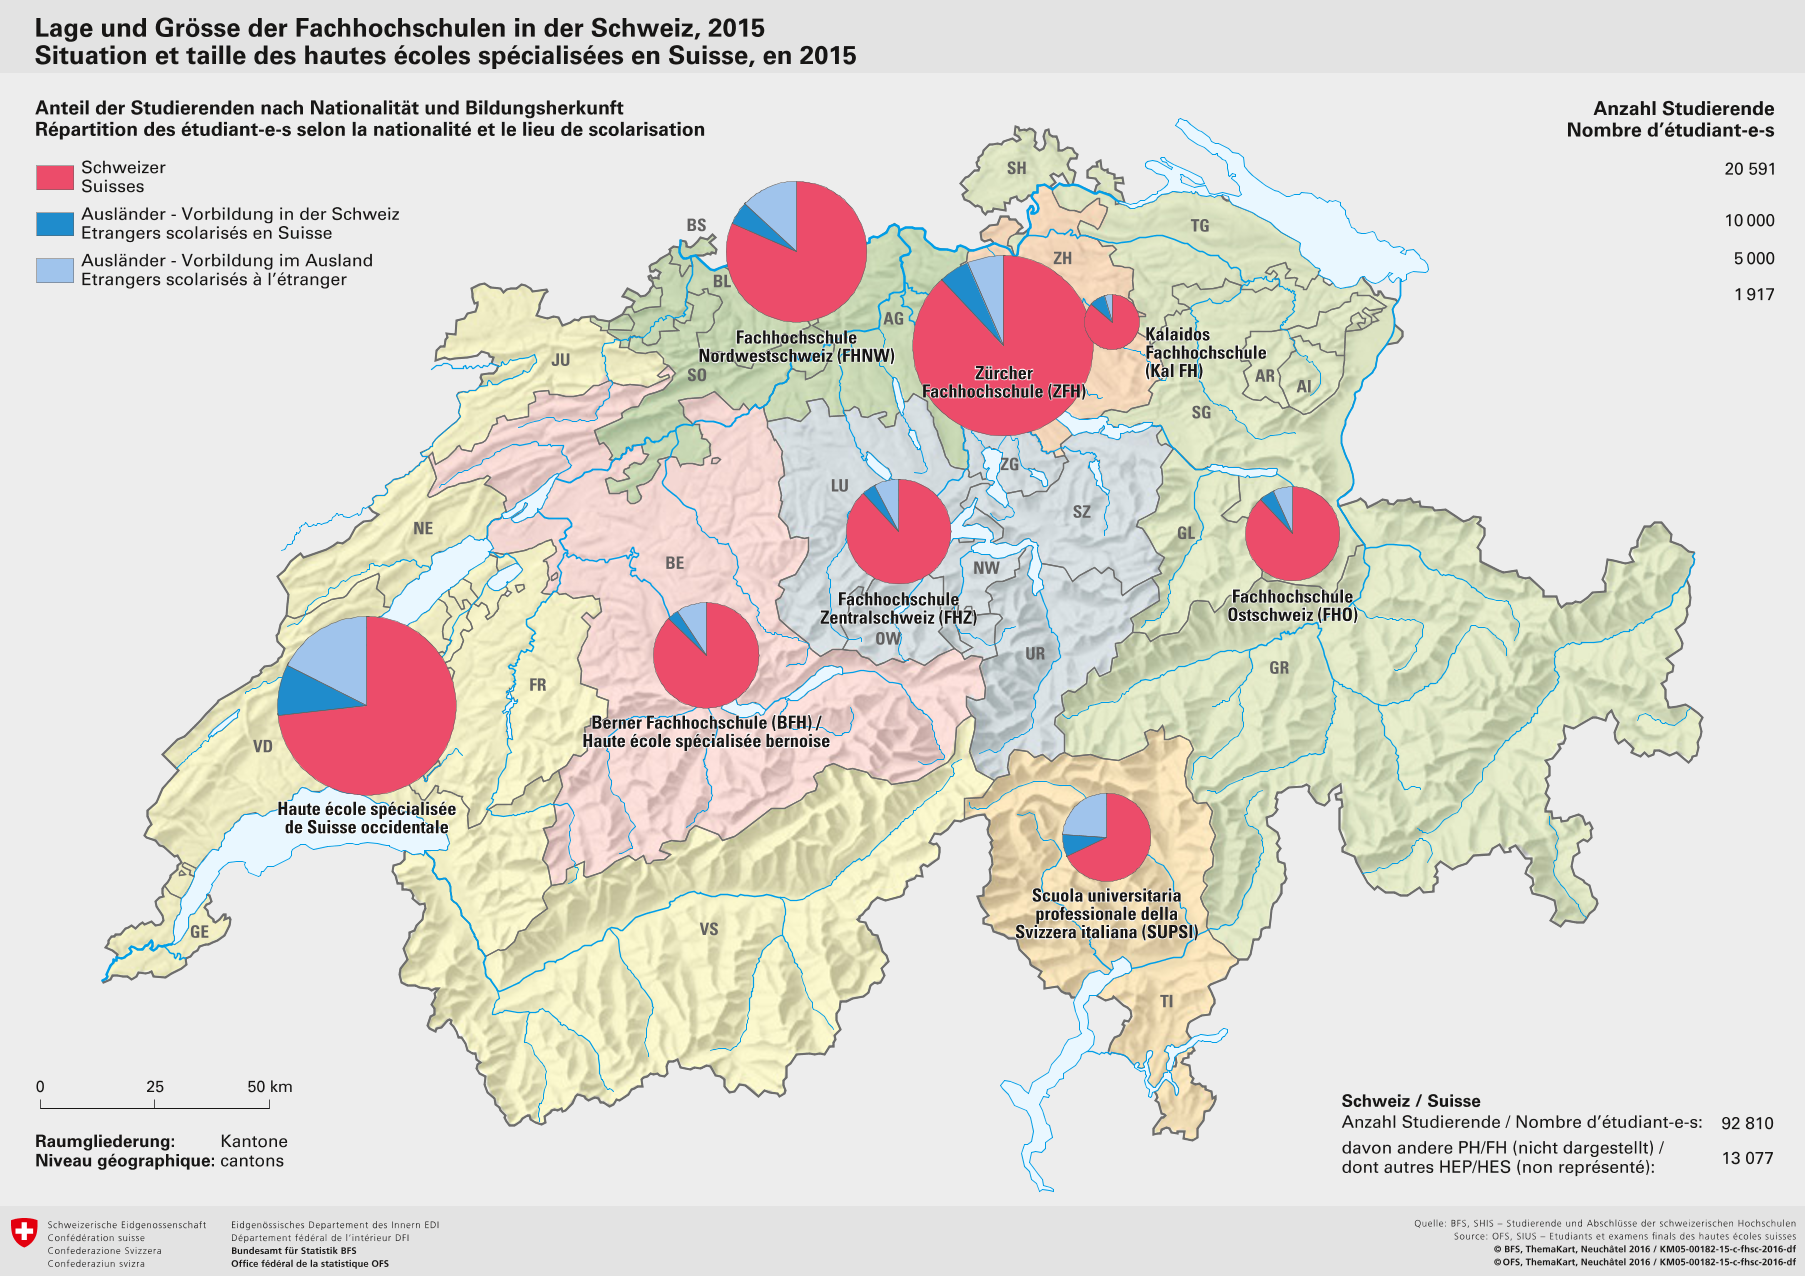 Lage und Grösse der Fachhochschulen in der Schweiz, 2015
Situation et taille des hautes écoles spécialisées en Suisse, en 2015
Anteil der Studierenden nach Nationalität und Bildungsherkunft
Répartition des étudiant-e-s selon la nationalité et le lieu de scolarisation
Schweizer
Suisses
Ausländer - Vorbildung in der Schweiz
Etrangers scolarisés en Suisse
Ausländer - Vorbildung im Ausland
Etrangers scolarisés à l'étranger
Anzahl Studierende
Nombre d'étudiant-e-s
20 591
10 000
5 000
1 917
SH
BS
TG
ZH
BL
AG
Fachhochschule
Nordwestschweiz (FHNW)
Kalaidos
Fachhochschule
(Kal FH)
JU
SO
Zürcher
Fachhochschule (ZFH)
AR
AI
SG
ZG
LU
SZ
NE
GL
BE
NW
Fachhochschule
Zentralschweiz (FHZ)
OW
Fachhochschule
Ostschweiz (FHO)
UR
GR
FR
Berner Fachhochschule (BFH) /
Haute école spécialisée bernoise
VD
Haute école spécialisée
de Suisse occidentale
Scuola universitaria
professionale della
Svizzera italiana (SUPSI)
GE
VS
TI
0 25 50 km
Raumgliederung: Kantone
Niveau géographique: cantons
Schweiz / Suisse
Anzahl Studierende / Nombre d'étudiant-e-s: 92 810
davon andere PH/FH (nicht dargestellt) /
dont autres HEP/HES (non représenté): 13 077
Schweizerische Eidgenossenschaft
Confédération suisse
Confederazione Svizzera
Confederaziun svizra
Eidgenössisches Departement des Innern EDI
Département fédéral de l'intérieur DFI
Bundesamt für Statistik BFS
Office fédéral de la statistique OFS
Quelle: BFS, SHIS – Studierende und Abschlüsse der schweizerischen Hochschulen
Source: OFS, SIUS – Etudiants et examens finals des hautes écoles suisses
© BFS, ThemaKart, Neuchâtel 2016 / KM05-00182-15-c-fhsc-2016-df
© OFS, ThemaKart, Neuchâtel 2016 / KM05-00182-15-c-fhsc-2016-df